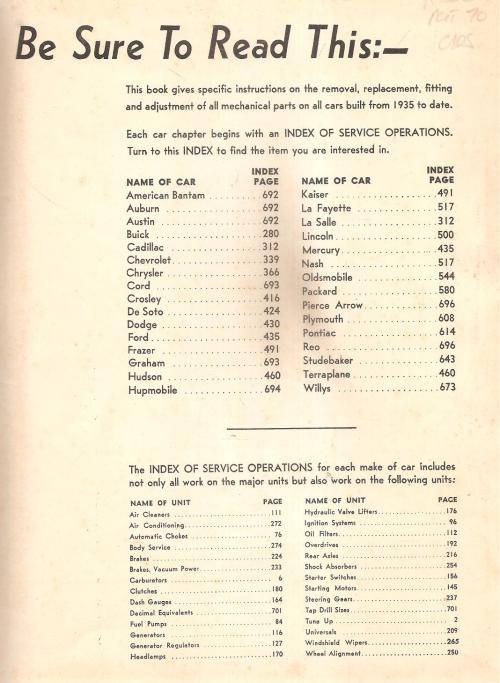 Be Sure To Read This:—
This book gives specific instructions on the removal, replacement, fitting
and adjustment of all mechanical parts on all cars built from 1935 to date.
Each car chapter begins with an INDEX OF SERVICE OPERATIONS.
Turn to this INDEX to find the item you are interested in.
INDEX
NAME OF CAR PAGE
American Bantam ........ 692
Auburn ........ 692
Austin ........ 692
Buick ........ 280
Cadillac ........ 312
Chevrolet ........ 339
Chrysler ........ 366
Cord ........ 693
Crosley ........ 416
De Soto ........ 424
Dodge ........ 430
Ford ........ 435
Frazer ........ 491
Graham ........ 693
Hudson ........ 460
Hupmobile ........ 694
INDEX
NAME OF CAR PAGE
Kaiser ........ 491
La Fayette ........ 517
La Salle ........ 312
Lincoln ........ 500
Mercury ........ 435
Nash ........ 517
Oldsmobile ........ 544
Packard ........ 580
Pierce Arrow ........ 696
Plymouth ........ 608
Pontiac ........ 614
Reo ........ 696
Studebaker ........ 643
Terraplane ........ 460
Willys ........ 673
The INDEX OF SERVICE OPERATIONS for each make of car includes
not only all work on the major units but also work on the following units:
NAME OF UNIT PAGE
Air Cleaners ........ 111
Air Conditioning ........ 272
Automatic Chokes ........ 76
Body Service ........ 274
Brakes ........ 224
Brakes, Vacuum Power ........ 233
Carburetors ........ 6
Clutches ........ 180
Dash Gauges ........ 164
Decimal Equivalents ........ 701
Fuel Pumps ........ 84
Generators ........ 116
Generator Regulators ........ 127
Headlamps ........ 170
NAME OF UNIT PAGE
Hydraulic Valve Lifters ........ 176
Ignition Systems ........ 96
Oil Filters ........ 112
Overdrives ........ 192
Rear Axles ........ 216
Shock Absorbers ........ 254
Starter Switches ........ 156
Starting Motors ........ 145
Steering Gears ........ 237
Tap Drill Sizes ........ 701
Tune Up ........ 2
Universals ........ 209
Windshield Wipers ........ 265
Wheel Alignment ........ 250